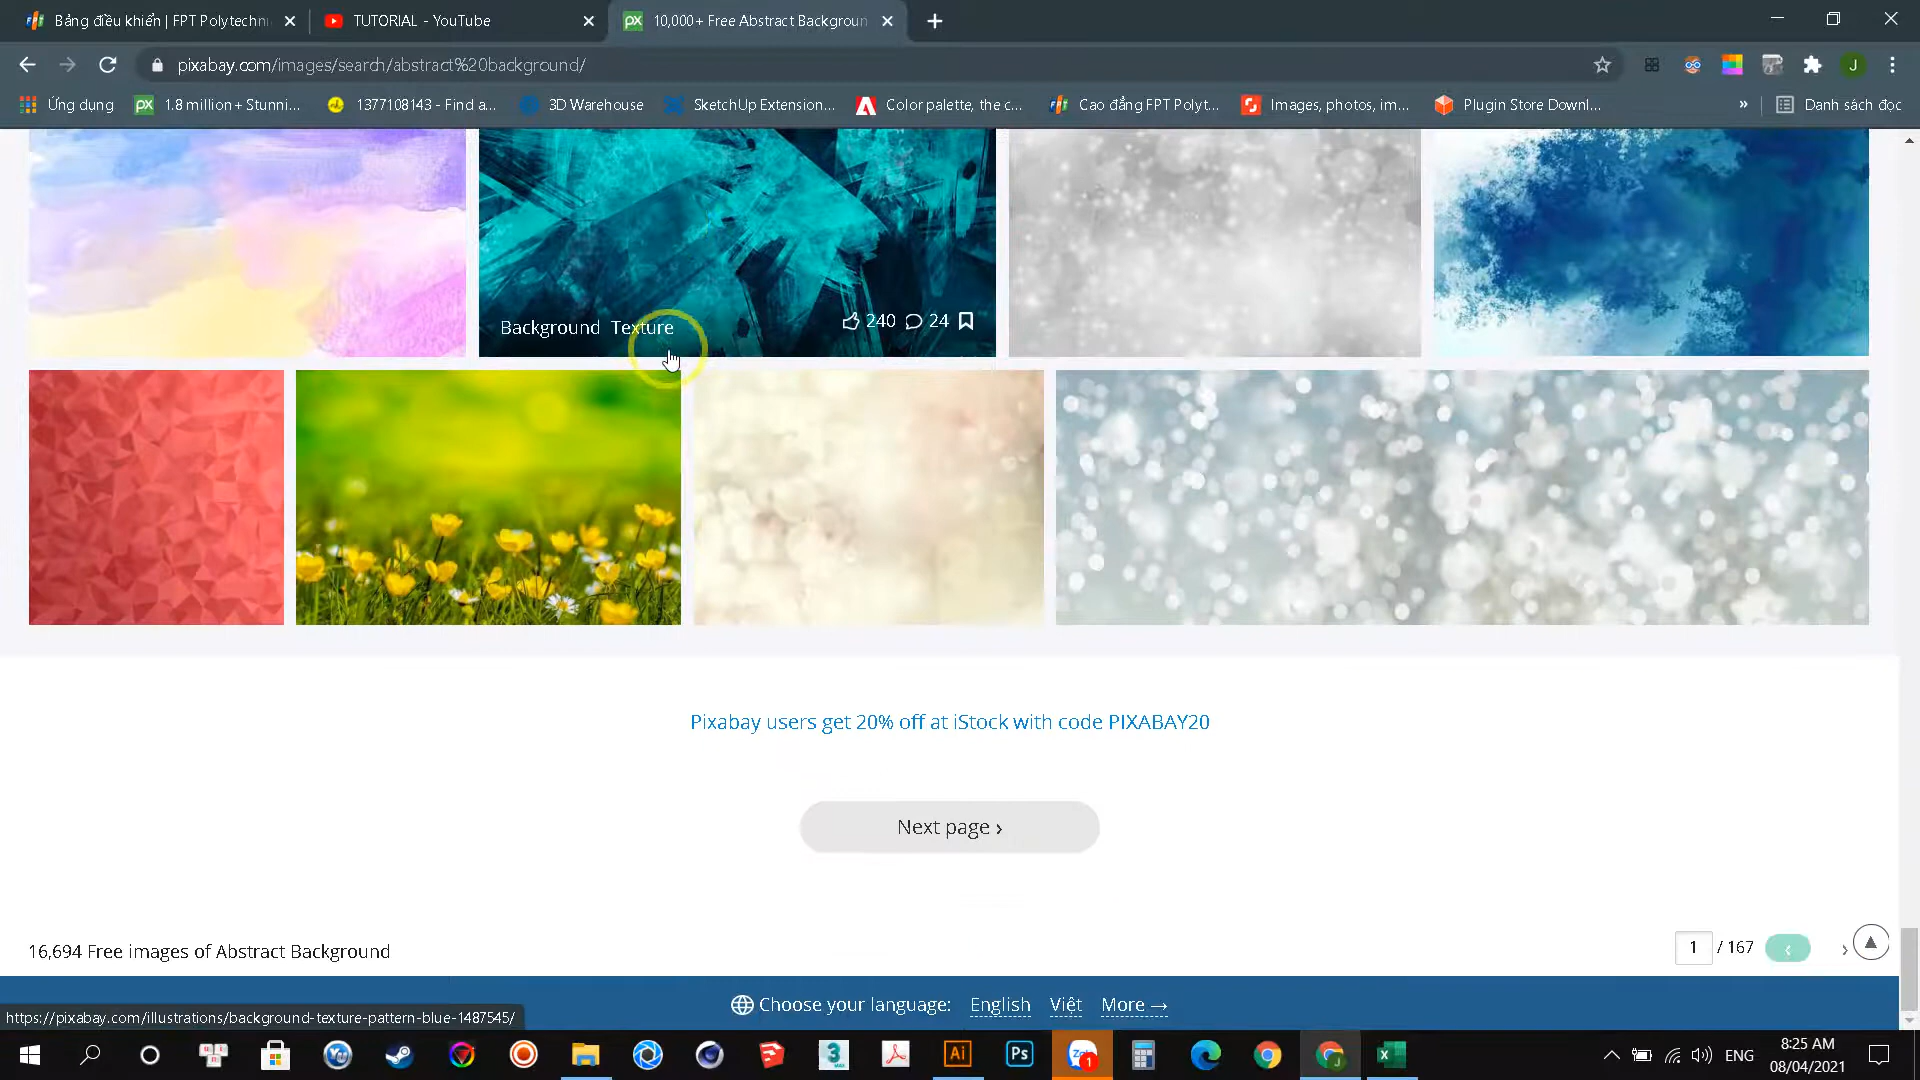 Bảng điều khiển | FPT Polytechni
TUTORIAL - YouTube
10,000+ Free Abstract Backgroun
pixabay.com/images/search/abstract%20background/
Ứng dụng
1.8 million+ Stunni...
1377108143 - Find a...
3D Warehouse
SketchUp Extension...
Color palette, the c...
Cao đẳng FPT Polyt...
Images, photos, im...
Plugin Store Downl...
»
Danh sách đọc
Background Texture
240
24
Pixabay users get 20% off at iStock with code PIXABAY20
Next page ›
16,694 Free images of Abstract Background
1 / 167
Choose your language: English Việt More →
https://pixabay.com/illustrations/background-texture-pattern-blue-1487545/
ENG
8:25 AM
08/04/2021